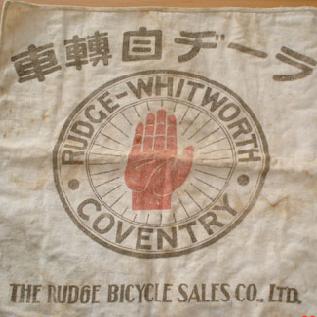 ラーヂ自轉車
RUDGE-WHITWORTH
COVENTRY
THE RUDGE BICYCLE SALES CO., LTD.